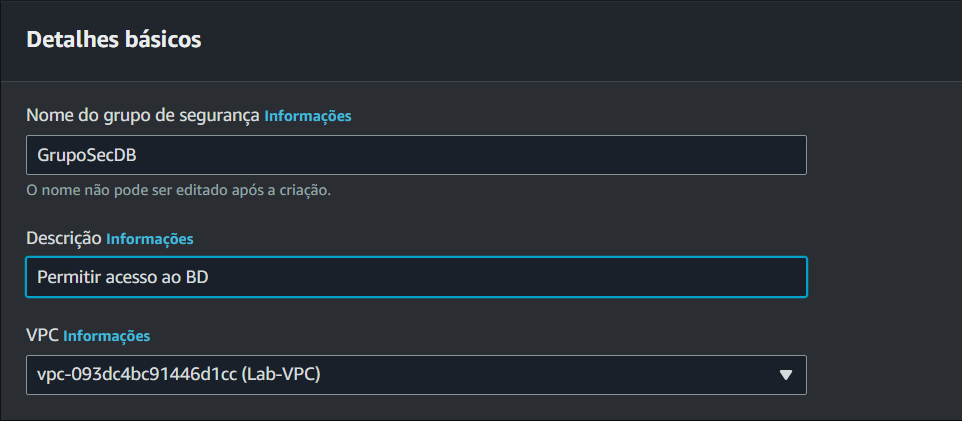 Detalhes básicos
Nome do grupo de segurança Informações
GrupoSecDB
O nome não pode ser editado após a criação.
Descrição Informações
Permitir acesso ao BD
VPC Informações
vpc-093dc4bc91446d1cc (Lab-VPC)